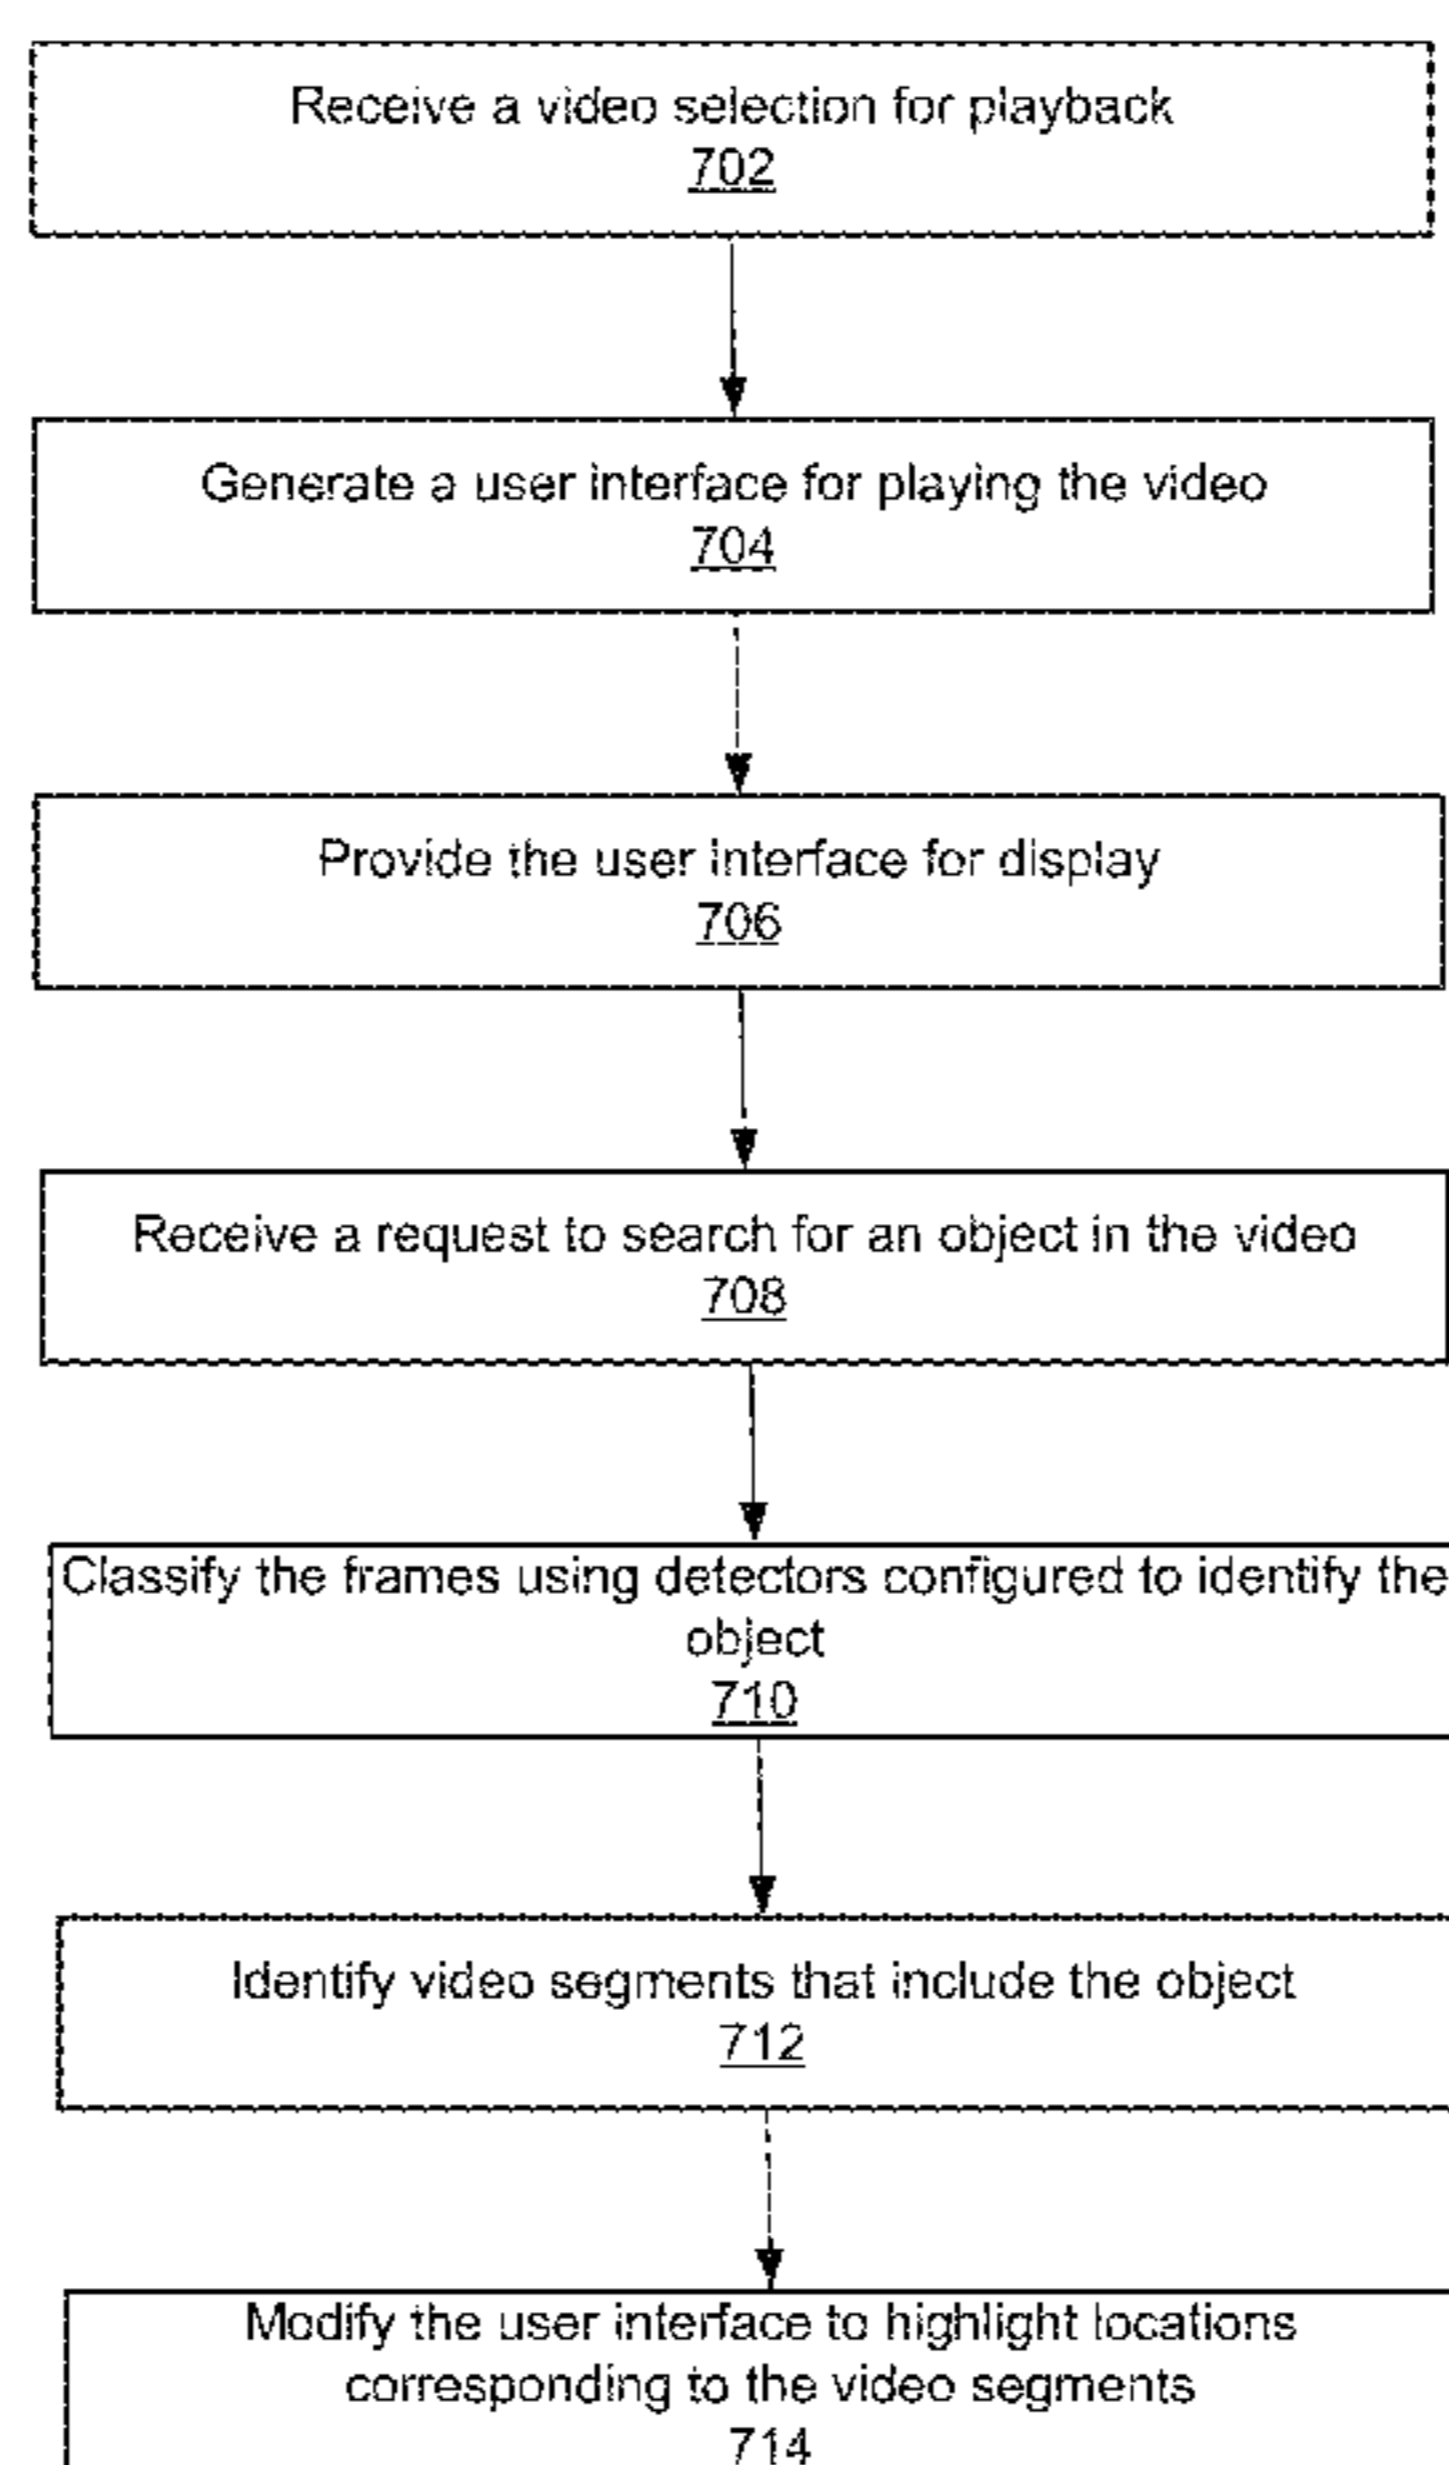 Receive a video selection for playback
702
Generate a user interface for playing the video
704
Provide the user interface for display
706
Receive a request to search for an object in the video
708
Classify the frames using detectors configured to identify the
object
710
Identify video segments that include the object
712
Modify the user interface to highlight locations
corresponding to the video segments
714